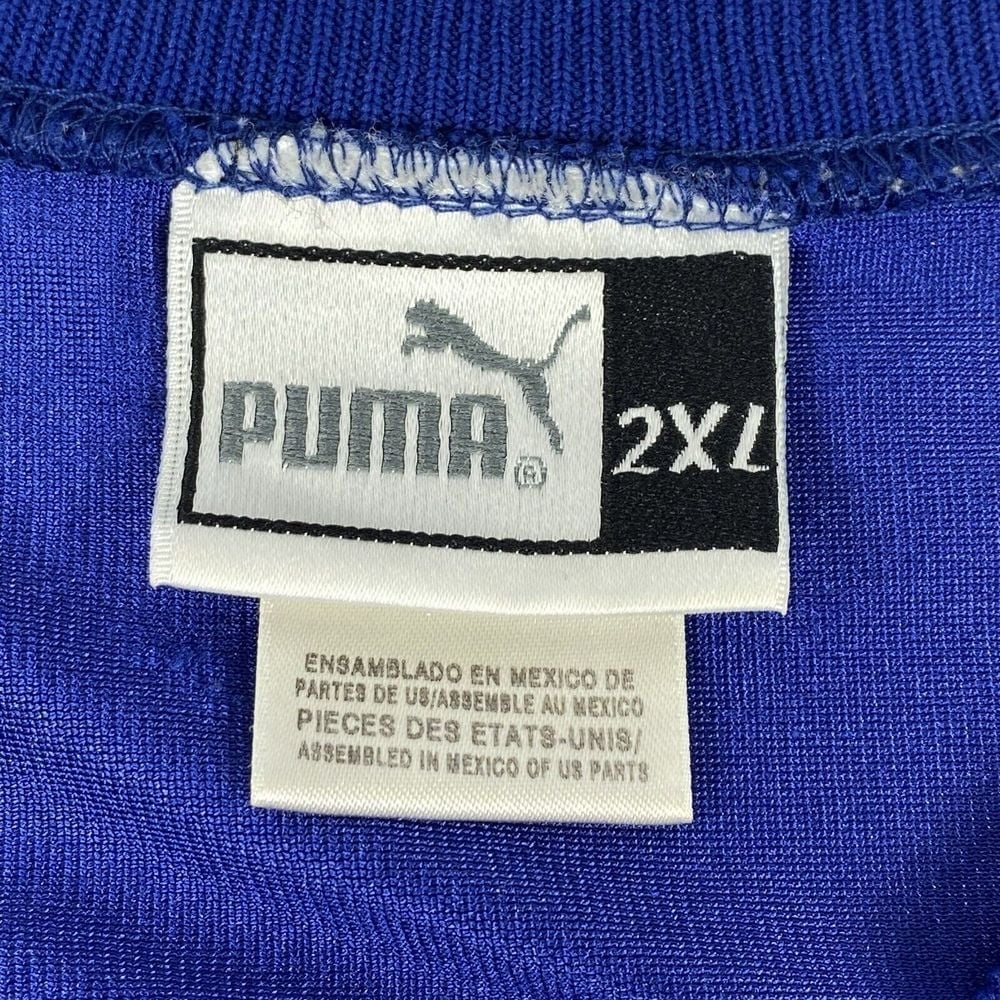 PUMA®
2XL
ENSAMBLADO EN MEXICO DE
PARTES DE US/ASSEMBLE AU MEXICO
PIECES DES ETATS-UNIS/
ASSEMBLED IN MEXICO OF US PARTS